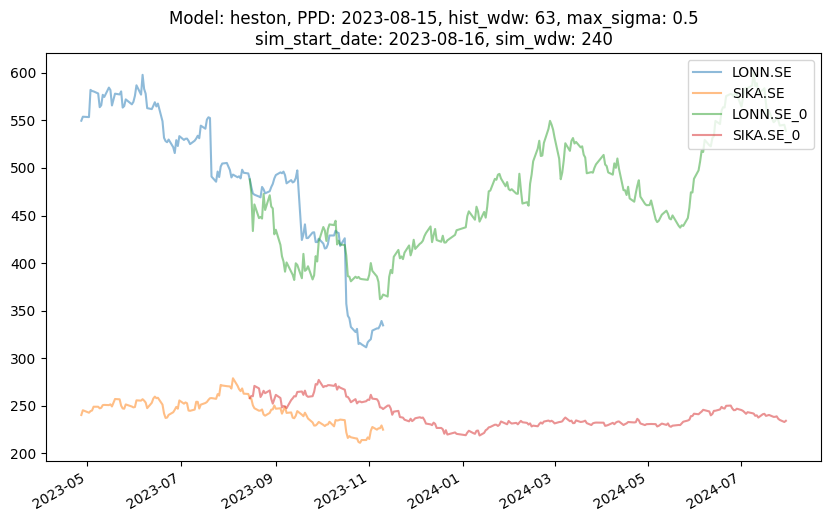 Model: heston, PPD: 2023-08-15, hist_wdw: 63, max_sigma: 0.5
sim_start_date: 2023-08-16, sim_wdw: 240
LONN.SE
SIKA.SE
LONN.SE_0
SIKA.SE_0
600
550
500
450
400
350
300
250
200
2023-05
2023-07
2023-09
2023-11
2024-01
2024-03
2024-05
2024-07